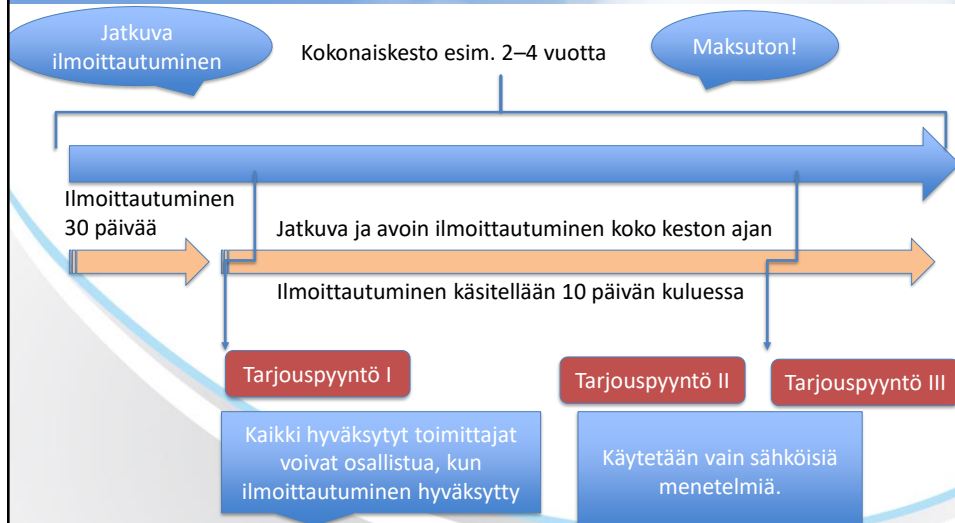 Jatkuva
ilmoittautuminen
Kokonaiskesto esim. 2–4 vuotta
Maksuton!
Ilmoittautuminen
30 päivää
Jatkuva ja avoin ilmoittautuminen koko keston ajan
Ilmoittautuminen käsitellään 10 päivän kuluessa
Tarjouspyyntö I
Tarjouspyyntö II
Tarjouspyyntö III
Kaikki hyväksytyt toimittajat
voivat osallistua, kun
ilmoittautuminen hyväksytty
Käytetään vain sähköisiä
menetelmiä.